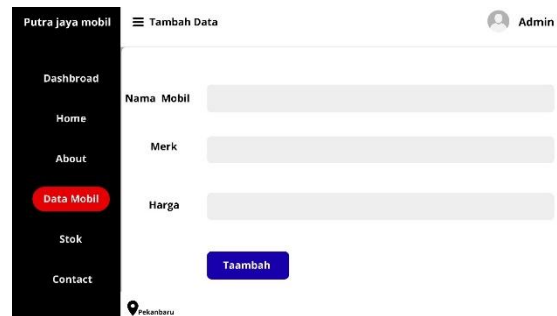 Putra jaya mobil
Tambah Data
Admin
Dashbroad
Home
About
Data Mobil
Stok
Contact
Nama Mobil
Merk
Harga
Taambah
Pekanbaru